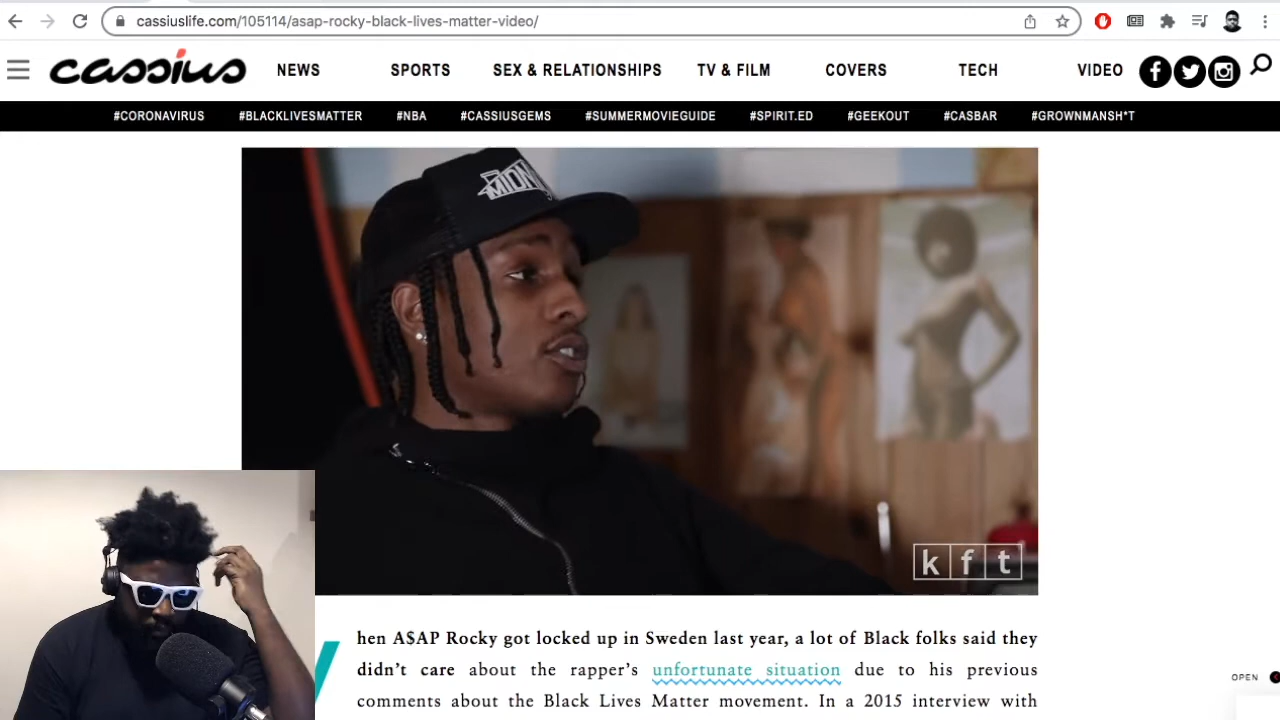 cassiuslife.com/105114/asap-rocky-black-lives-matter-video/
cassius NEWS SPORTS SEX & RELATIONSHIPS TV & FILM COVERS TECH VIDEO
#CORONAVIRUS #BLACKLIVESMATTER #NBA #CASSIUSGEMS #SUMMERMOVIEGUIDE #SPIRIT.ED #GEEKOUT #CASBAR #GROWNMANSH*T
kft
hen A$AP Rocky got locked up in Sweden last year, a lot of Black folks said they
didn't care about the rapper's unfortunate situation due to his previous
comments about the Black Lives Matter movement. In a 2015 interview with
OPEN